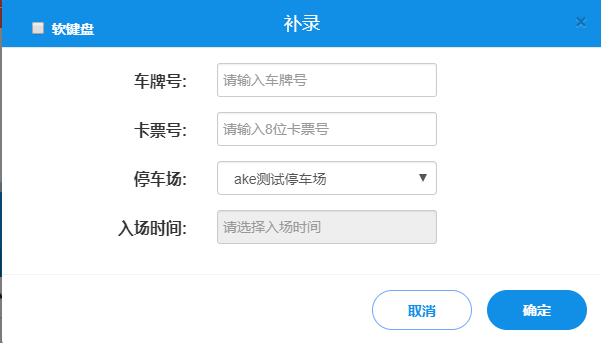 软键盘
补录
×
车牌号:
请输入车牌号
卡票号:
请输入8位卡票号
停车场:
ake测试停车场
入场时间:
请选择入场时间
取消
确定